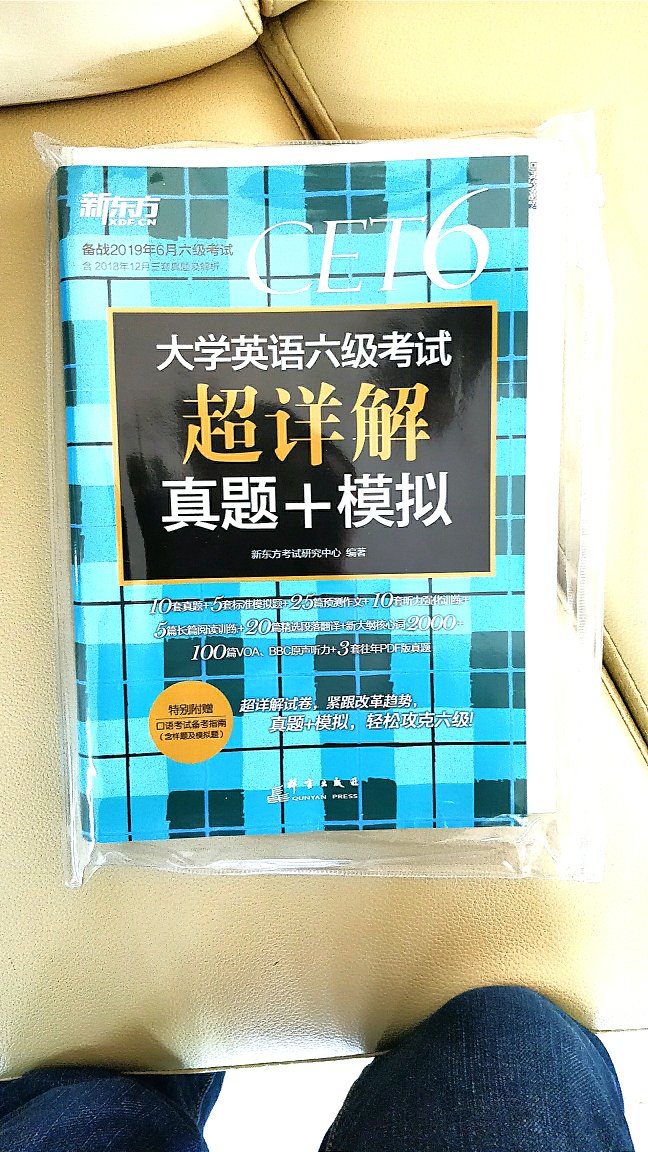 新东方
XDF.CN
备战2019年6月六级考试
含 2018年12月三套真题及解析
CET6
大学英语六级考试
超详解
真题+模拟
新东方考试研究中心 编著
10套真题+5套标准模拟题+25篇预测作文+10套听力强化训练+
5篇长篇阅读训练+20篇精选段落翻译+新大纲核心词2000+
100篇VOA、BBC原声听力+3套往年PDF版真题
特别附赠
口语考试备考指南
(含样题及模拟题)
超详解试卷，紧跟改革趋势，
真题+模拟，轻松攻克六级!
群言出版社
QUNYAN PRESS